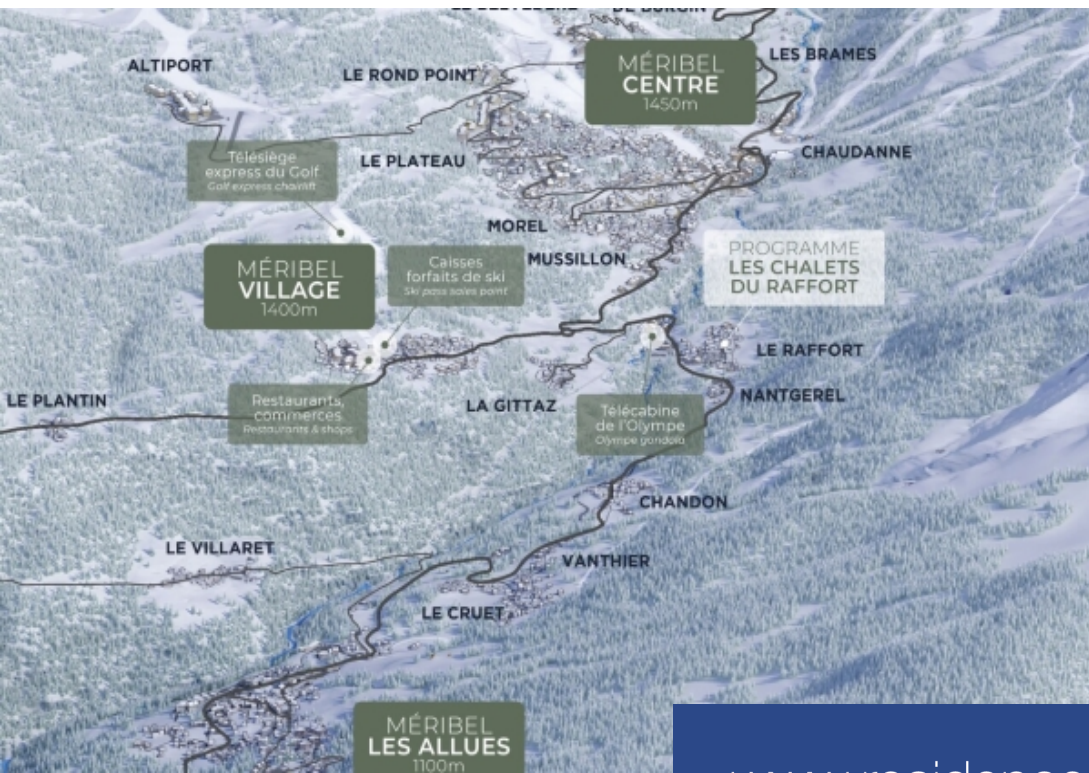 LES BRAMES
MÉRIBEL
CENTRE
1450m
ALTIPORT
LE ROND POINT
Télésiège
express du Golf
Golf express chairlift
LE PLATEAU
CHAUDANNE
MOREL
MUSSILLON
PROGRAMME
LES CHALETS
DU RAFFORT
MÉRIBEL
VILLAGE
1400m
Caisses
forfaits de ski
Ski pass sales point
LE RAFFORT
NANTGEREL
LE PLANTIN
Restaurants,
commerces
Restaurants & shops
LA GITTAZ
Télécabine
de l'Olympe
Olympe gondola
CHANDON
LE VILLARET
VANTHIER
LE CRUET
MÉRIBEL
LES ALLUES
1100m